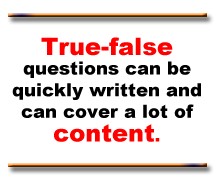 True-false
questions can be
quickly written and
can cover a lot of
content.